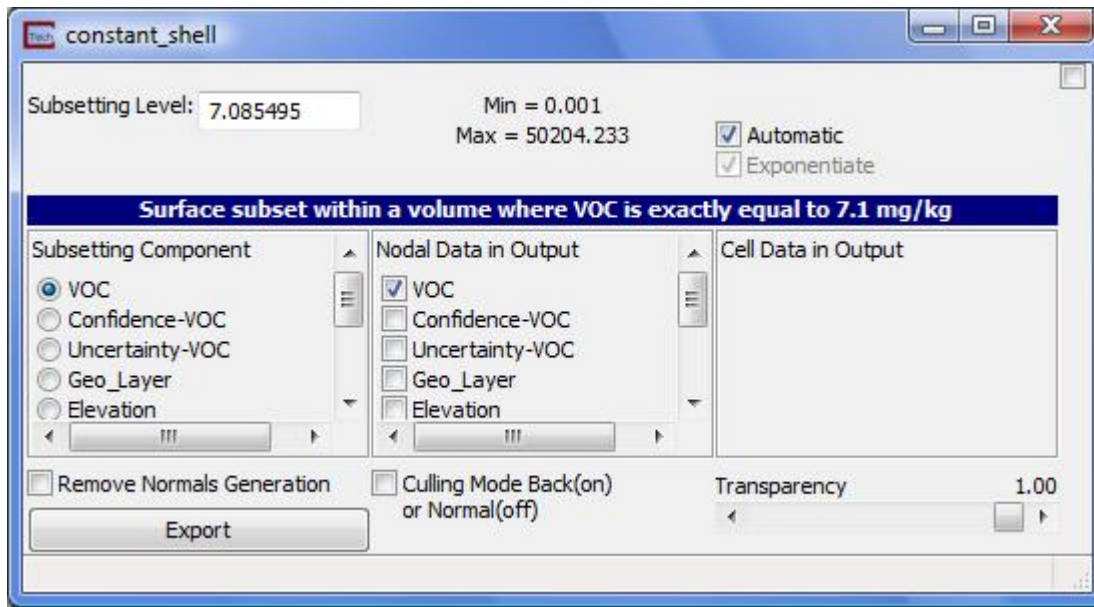 constant_shell
Subsetting Level: 7.085495
Min = 0.001
Max = 50204.233
Automatic
Exponentiate
Surface subset within a volume where VOC is exactly equal to 7.1 mg/kg
Subsetting Component
VOC
Confidence-VOC
Uncertainty-VOC
Geo_Layer
Elevation
Nodal Data in Output
VOC
Confidence-VOC
Uncertainty-VOC
Geo_Layer
Elevation
Cell Data in Output
Remove Normals Generation
Export
Culling Mode Back(on)
or Normal(off)
Transparency 1.00